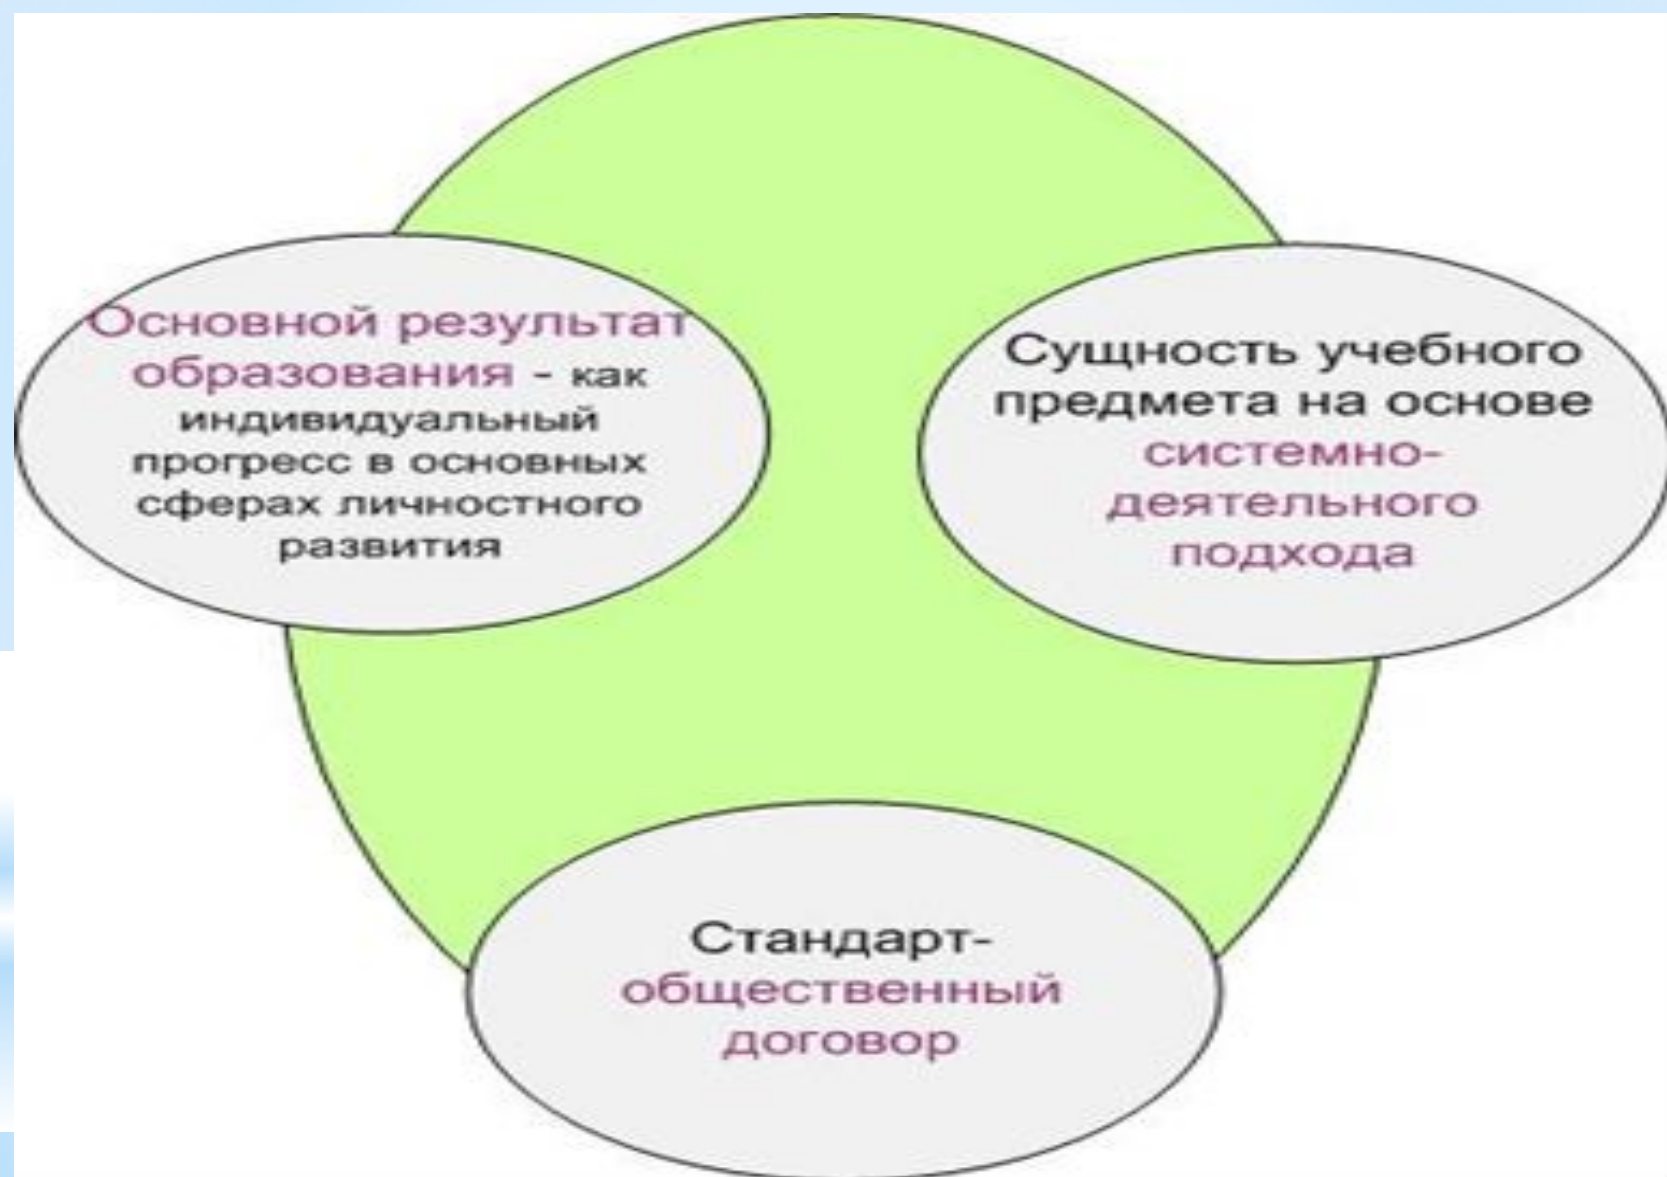 Основной результат
образования - как
индивидуальный
прогресс в основных
сферах личностного
развития
Сущность учебного
предмета на основе
системно-
деятельного
подхода
Стандарт-
общественный
договор